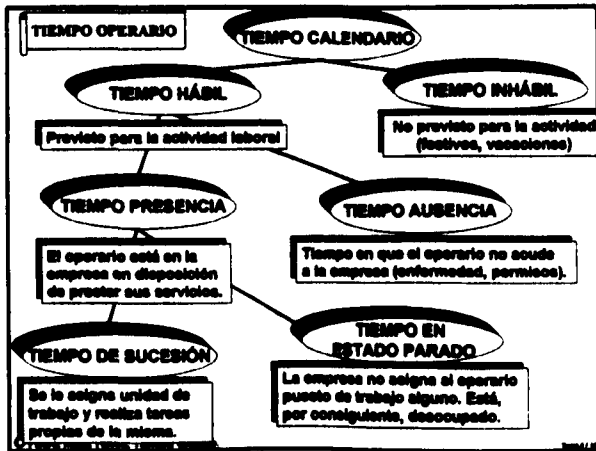 TIEMPO OPERARIO
TIEMPO CALENDARIO
TIEMPO HÁBIL
TIEMPO INHÁBIL
Previsto para la actividad laboral
No previsto para la actividad
(festivos, vacaciones)
TIEMPO PRESENCIA
TIEMPO AUSENCIA
El operario está en la
empresa en disposición
de prestar sus servicios.
Tiempo en que el operario no acude
a la empresa (enfermedad, permisos).
TIEMPO DE SUCESIÓN
TIEMPO EN
ESTADO PARADO
Se le asigna unidad de
trabajo y realiza tareas
propias de la misma.
La empresa no asigna al operario
puesto de trabajo alguno. Está,
por consiguiente, desocupado.